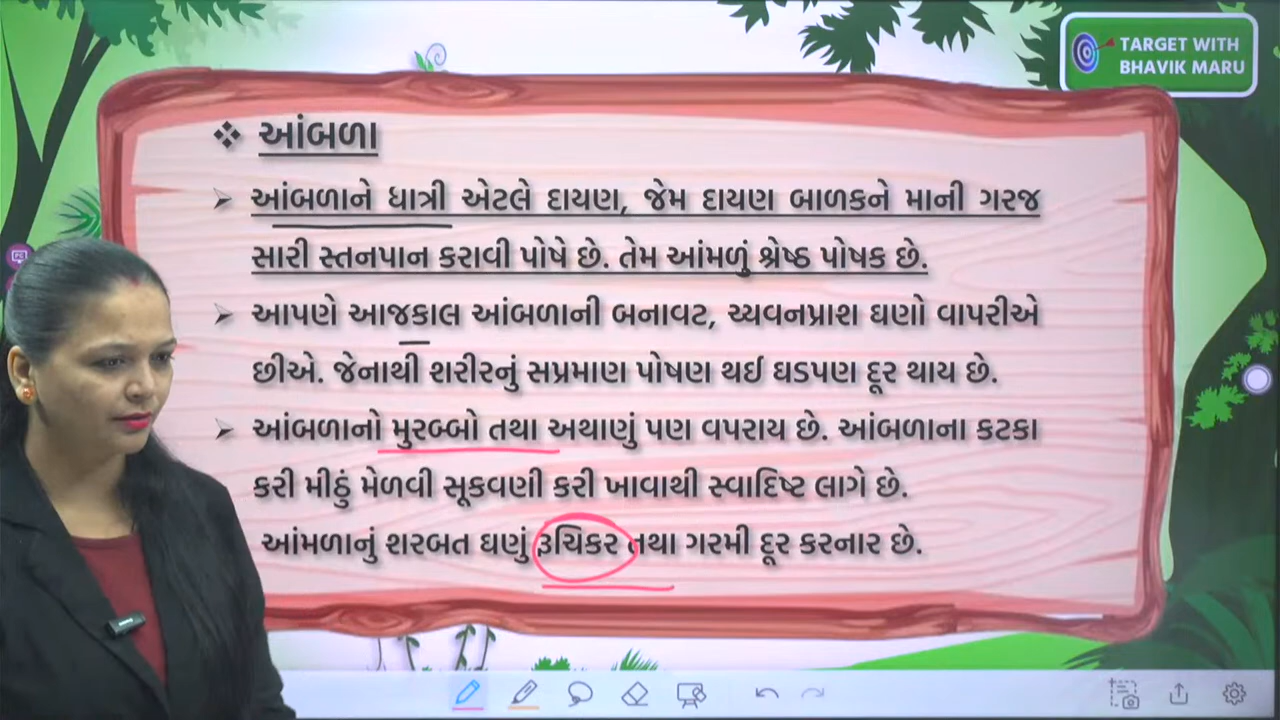 TARGET WITH
BHAVIK MARU
❖ આંબળા
➢ આંબળાને ધાત્રી એટલે દાયણ, જેમ દાયણ બાળકને માની ગરજ
સારી સ્તનપાન કરાવી પોષે છે. તેમ આંમળું શ્રેષ્ઠ પોષક છે.
➢ આપણે આજકાલ આંબળાની બનાવટ, ચ્યવનપ્રાશ ઘણો વાપરીએ
છીએ. જેનાથી શરીરનું સપ્રમાણ પોષણ થઈ ઘડપણ દૂર થાય છે.
➢ આંબળાનો મુરબ્બો તથા અથાણું પણ વપરાય છે. આંબળાના કટકા
કરી મીઠું મેળવી સૂકવણી કરી ખાવાથી સ્વાદિષ્ટ લાગે છે.
આંમળાનું શરબત ઘણું રૂચિકર તથા ગરમી દૂર કરનાર છે.